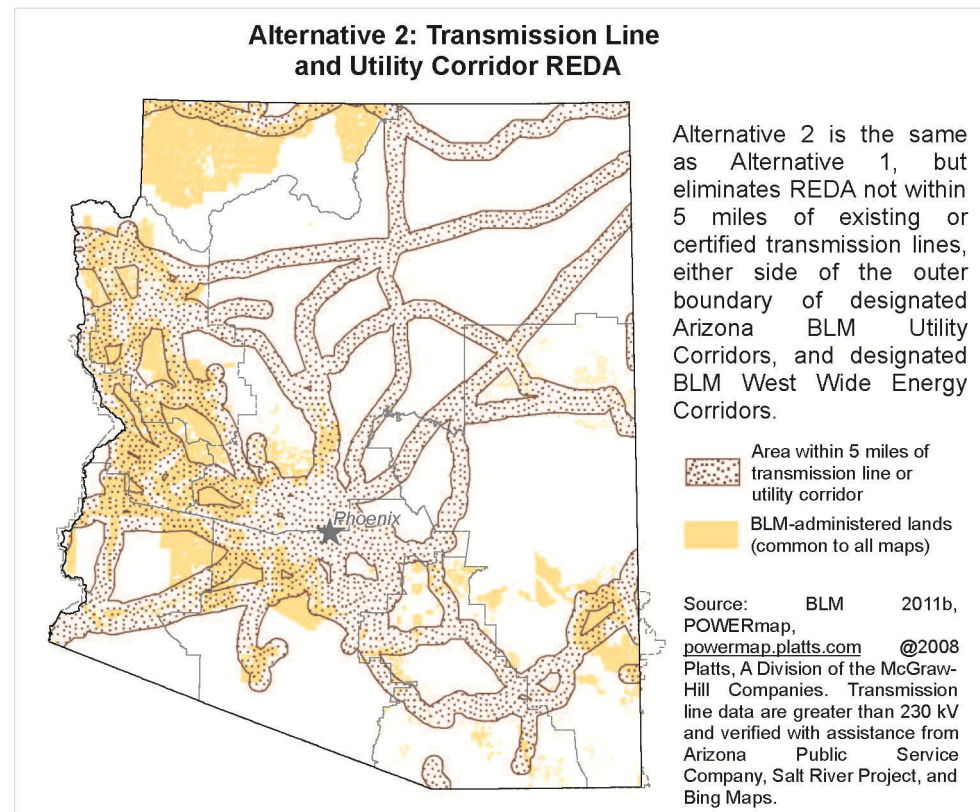 Alternative 2: Transmission Line
and Utility Corridor REDA
Alternative 2 is the same
as Alternative 1, but
eliminates REDA not within
5 miles of existing or
certified transmission lines,
either side of the outer
boundary of designated
Arizona BLM Utility
Corridors, and designated
BLM West Wide Energy
Corridors.
Area within 5 miles of
transmission line or
utility corridor
Phoenix
BLM-administered lands
(common to all maps)
Source: BLM 2011b,
POWERmap,
powermap.platts.com @2008
Platts, A Division of the McGraw-
Hill Companies. Transmission
line data are greater than 230 kV
and verified with assistance from
Arizona Public Service
Company, Salt River Project, and
Bing Maps.